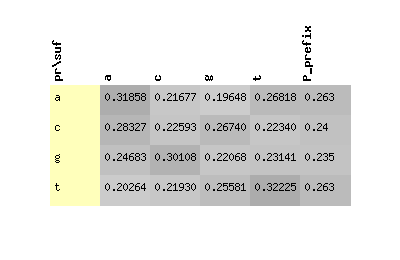 pr\suf a c g t P_prefix
a 0.31858 0.21677 0.19648 0.26818 0.263
c 0.28327 0.22593 0.26740 0.22340 0.24
g 0.24683 0.30108 0.22068 0.23141 0.235
t 0.20264 0.21930 0.25581 0.32225 0.263